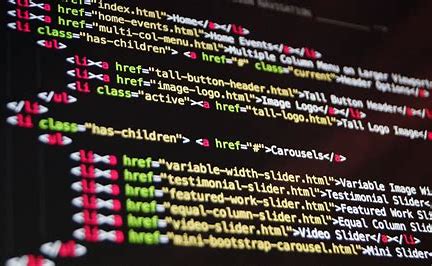 href="index.html">Home</a></li>
<li><a href="home-events.html">Home Events</a></li>
<li><a href="multi-col-menu.html">Multiple Column Menu on Larger Viewports
<li class="has-children"> <a href="#" class="current">Header Options</a>
<ul>
<li><a href="tall-button-header.html">Tall Button Header</a></li>
<li><a href="image-logo.html">Image Logo</a></li>
<li class="active"><a href="tall-logo.html">Tall Logo Image</a>
</ul>
</li>
<li class="has-children"> <a href="#">Carousels</a>
<ul>
<li><a href="variable-width-slider.html">Variable Image Wi
<li><a href="testimonial-slider.html">Testimonial Slider<
<li><a href="featured-work-slider.html">Featured Work Sli
<li><a href="equal-column-slider.html">Equal Column Slide
<li><a href="video-slider.html">Video Slider</a></li>
<li><a href="mini-bootstrap-carousel.html">Mini Slider